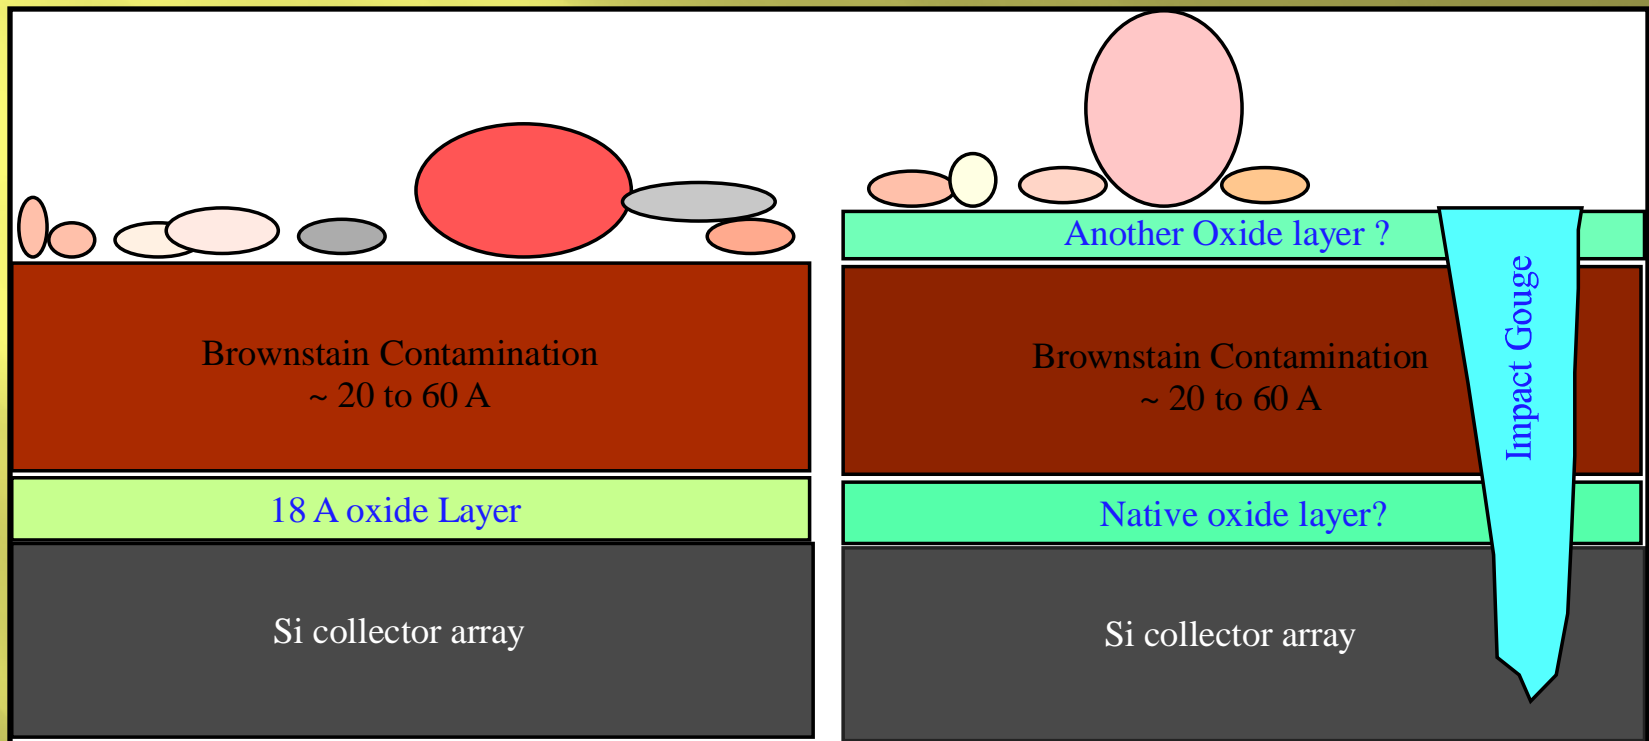 Brownstain Contamination
~ 20 to 60 A
18 A oxide Layer
Si collector array
Another Oxide layer ?
Brownstain Contamination
~ 20 to 60 A
Impact Gouge
Native oxide layer?
Si collector array